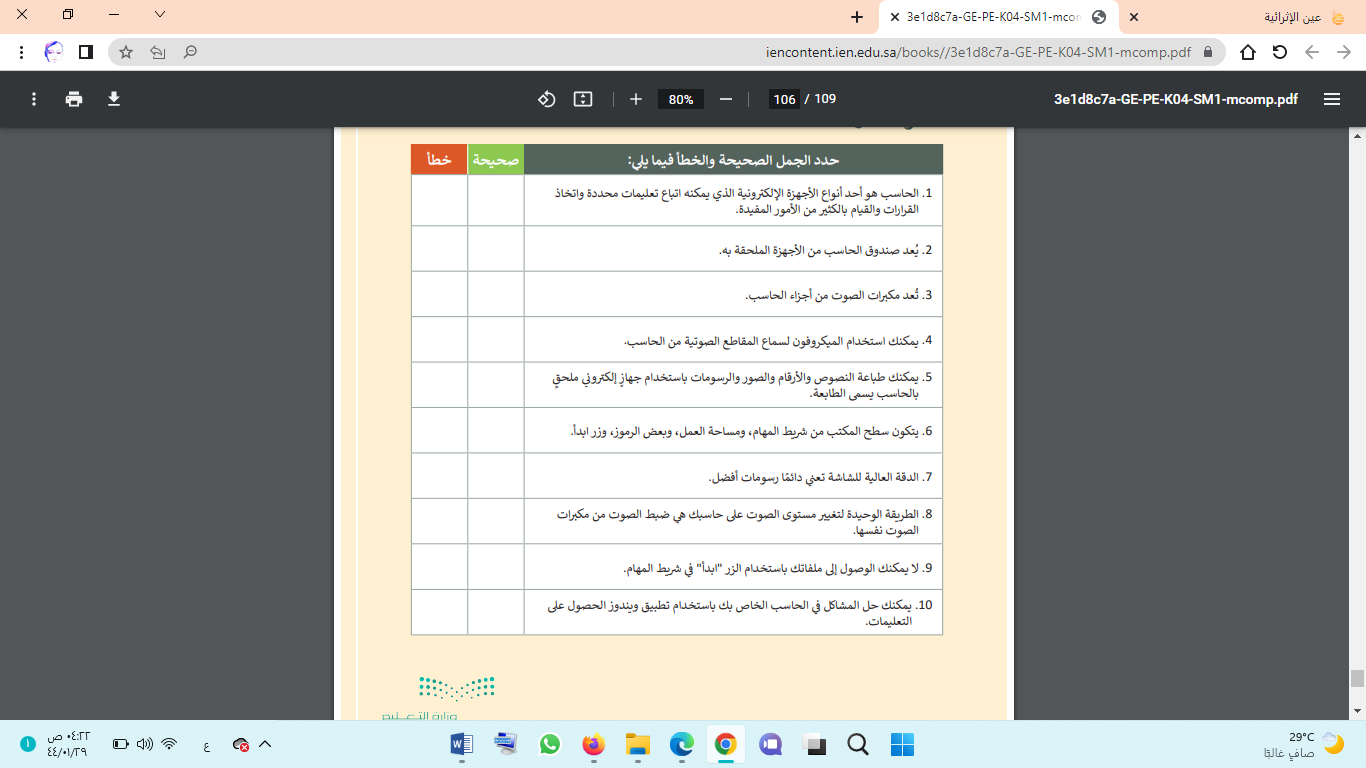 عين الإثرائية
3e1d8c7a-GE-PE-K04-SM1-mcom
iencontent.ien.edu.sa/books//3e1d8c7a-GE-PE-K04-SM1-mcomp.pdf
3e1d8c7a-GE-PE-K04-SM1-mcomp.pdf
106 / 109
80%
حدد الجمل الصحيحة والخطأ فيما يلي:
صحيحة
خطأ
1. الحاسب هو أحد أنواع الأجهزة الإلكترونية الذي يمكنه اتباع تعليمات محددة واتخاذ
القرارات والقيام بالكثير من الأمور المفيدة.
2. يُعد صندوق الحاسب من الأجهزة الملحقة به.
3. تُعد مكبرات الصوت من أجزاء الحاسب.
4. يمكنك استخدام الميكروفون لسماع المقاطع الصوتية من الحاسب.
5. يمكنك طباعة النصوص والأرقام والصور والرسومات باستخدام جهازٍ إلكتروني ملحقٍ
بالحاسب يسمى الطابعة.
6. يتكون سطح المكتب من شريط المهام، ومساحة العمل، وبعض الرموز، وزر ابدأ.
7. الدقة العالية للشاشة تعني دائمًا رسومات أفضل.
8. الطريقة الوحيدة لتغيير مستوى الصوت على حاسبك هي ضبط الصوت من مكبرات
الصوت نفسها.
9. لا يمكنك الوصول إلى ملفاتك باستخدام الزر "ابدأ" في شريط المهام.
10. يمكنك حل المشاكل في الحاسب الخاص بك باستخدام تطبيق ويندوز الحصول على
التعليمات.
وزارة التعـــليم
29°C
صافٍ غالبًا
ع
٠٤:٢٢ ص
٤٤/٠١/٢٩
١